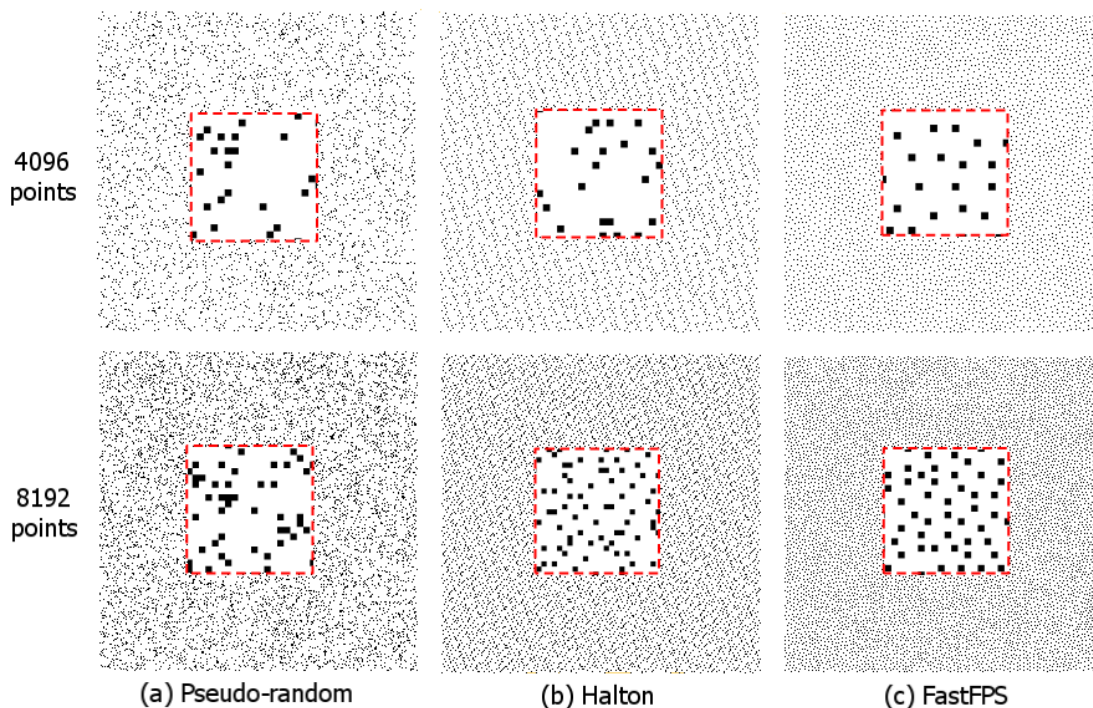 4096
points
8192
points
(a) Pseudo-random
(b) Halton
(c) FastFPS